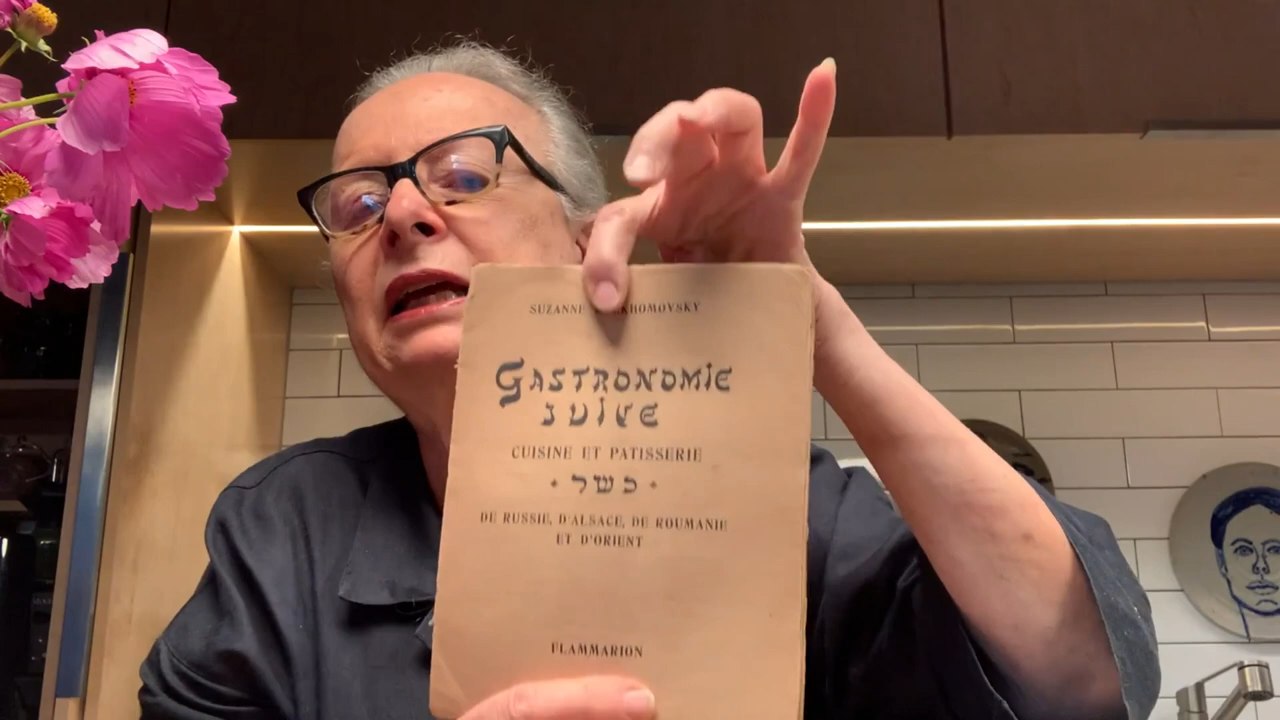 SUZANNE
GASTRONOMIE
JUIVE
CUISINE ET PATISSERIE
כשר
DE RUSSIE, D'ALSACE, DE ROUMANIE
ET D'ORIENT
FLAMMARION